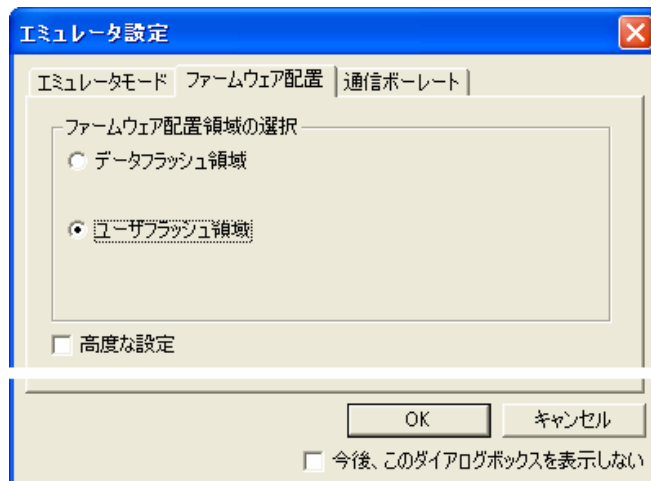 エミュレータ設定
エミュレータモード ファームウェア配置 通信ボーレート
ファームウェア配置領域の選択
データフラッシュ領域
ユーザフラッシュ領域
高度な設定
OK キャンセル
今後、このダイアログボックスを表示しない